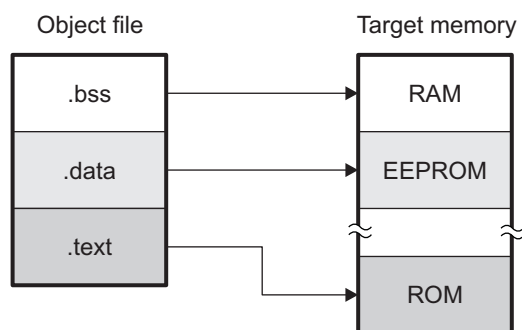 Object file
Target memory
.bss
RAM
.data
EEPROM
.text
ROM